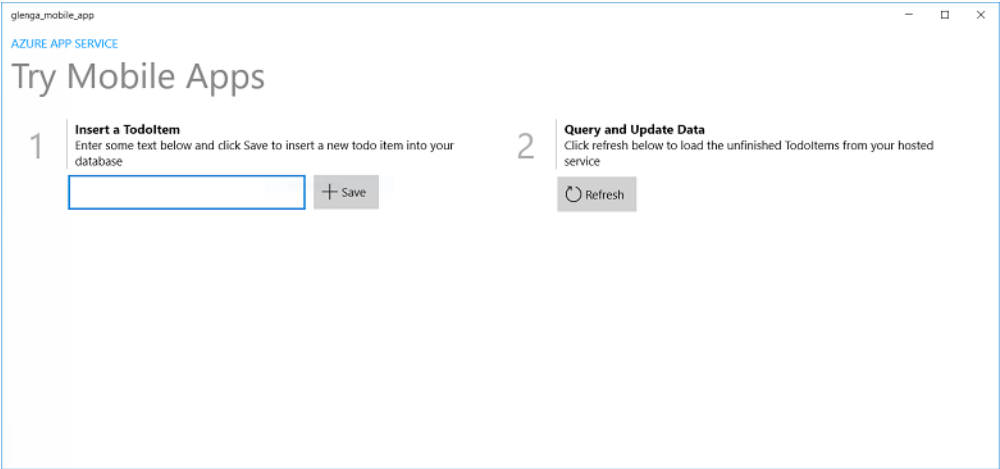 glenga_mobile_app
AZURE APP SERVICE
Try Mobile Apps
1
Insert a TodoItem
Enter some text below and click Save to insert a new todo item into your
database
Save
2
Query and Update Data
Click refresh below to load the unfinished TodoItems from your hosted
service
Refresh